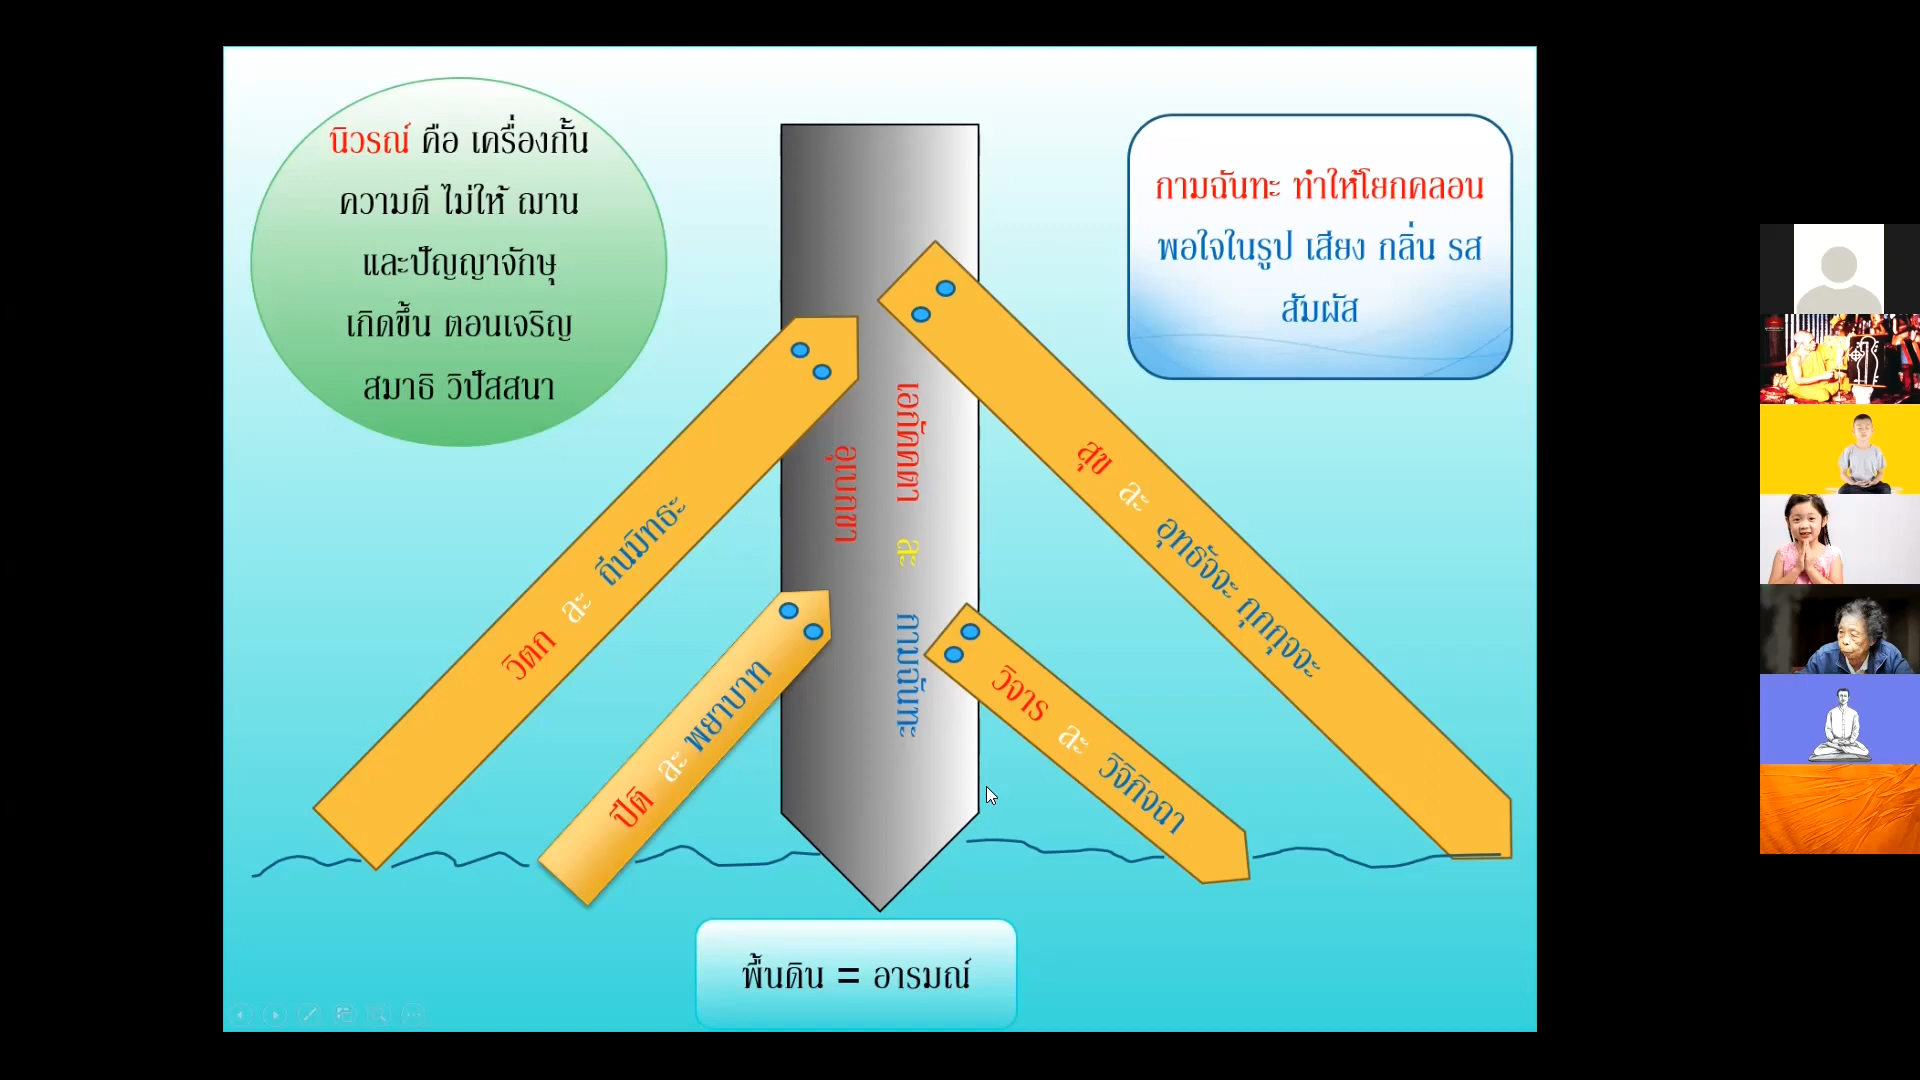 นิวรณ์ คือ เครื่องกั้น
ความดี ไม่ให้ ฌาน
และปัญญาจักษุ
เกิดขึ้น ตอนเจริญ
สมาธิ วิปัสสนา
กามฉันทะ ทำให้โยกคลอน
พอใจในรูป เสียง กลิ่น รส
สัมผัส
เอกัคคตา ละ กามฉันทะ
อุเบกขา
วิตก ละ ถีนมิทธะ
ปีติ ละ พยาบาท
สุข ละ อุทธัจจะ กุกกุจจะ
วิจาร ละ วิจิกิจฉา
พื้นดิน = อารมณ์